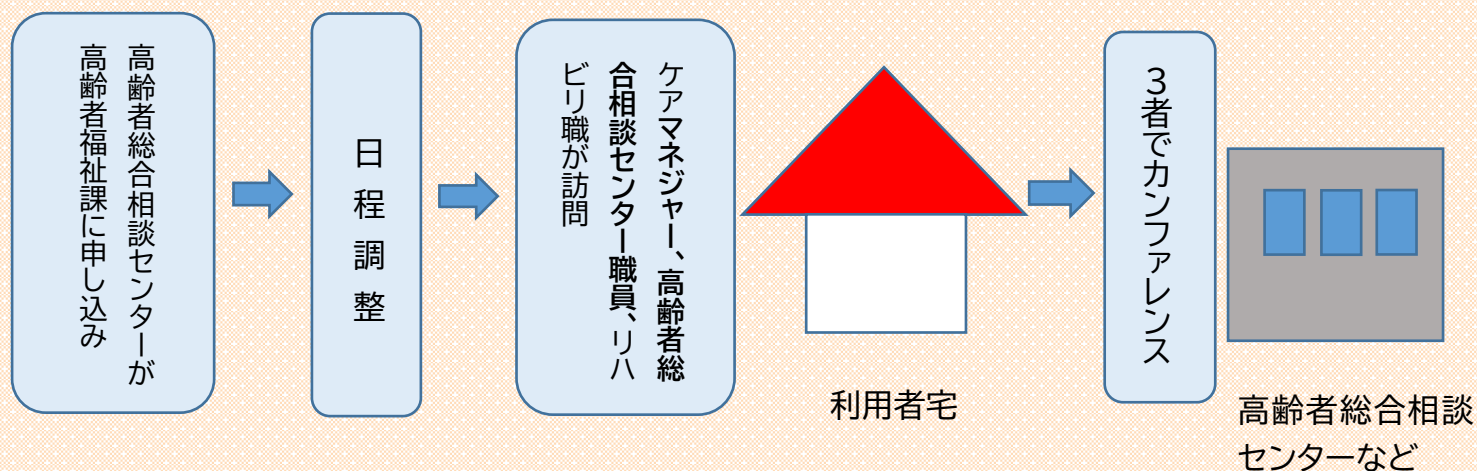 高齢者総合相談センターが
高齢者福祉課に申し込み
日程調整
ケアマネジャー、高齢者総
合相談センター職員、リハ
ビリ職が訪問
利用者宅
３者でカンファレンス
高齢者総合相談
センターなど